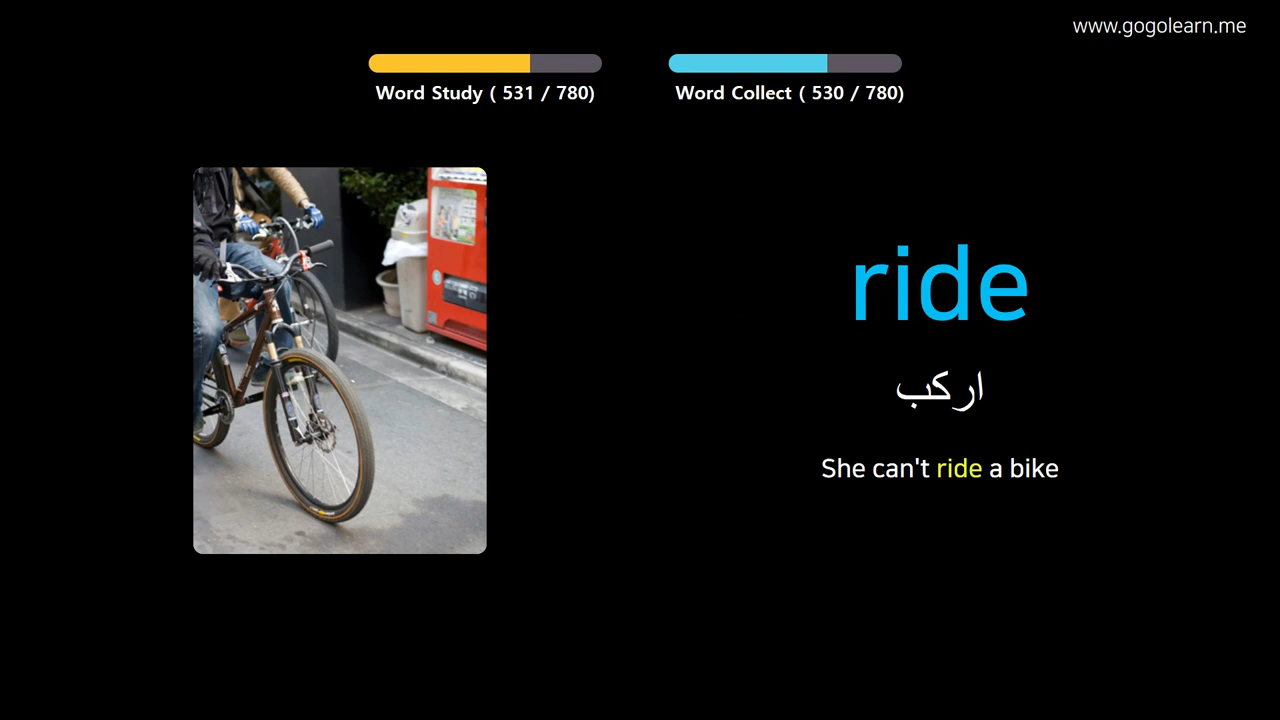 www.gogolearn.me
Word Study ( 531 / 780)
Word Collect ( 530 / 780)
ride
اركب
She can't ride a bike